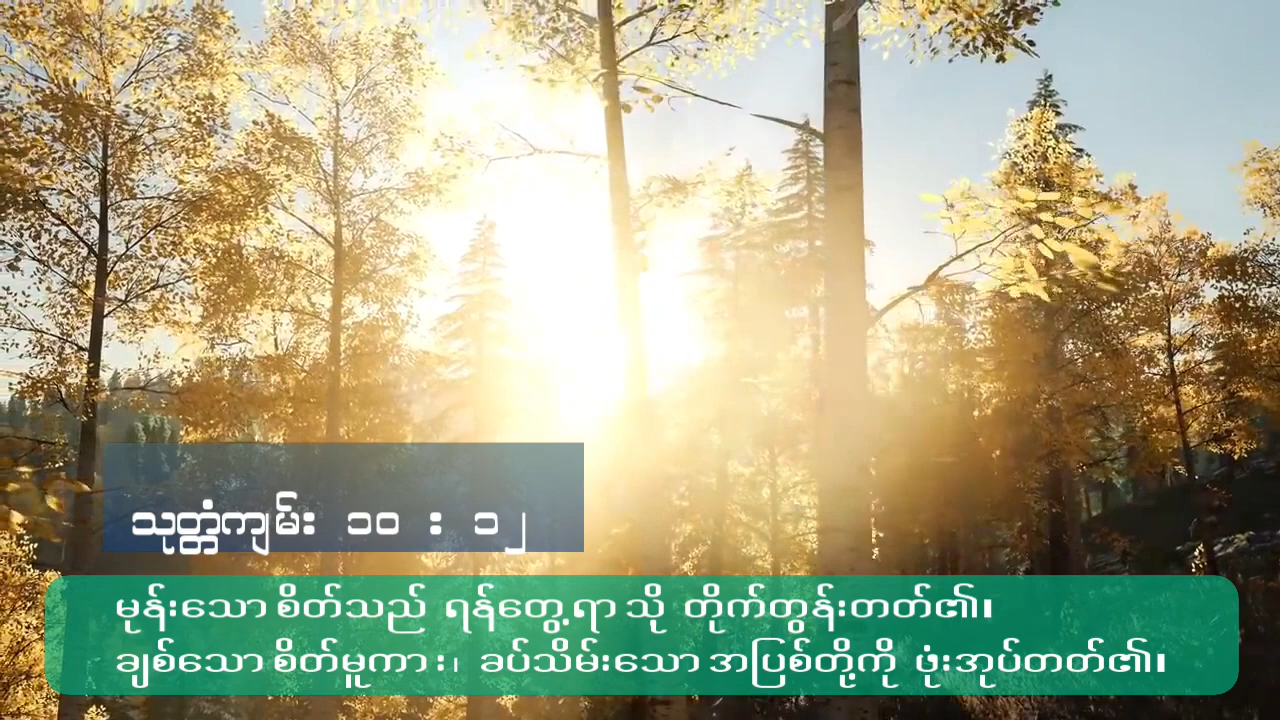 သုတ္တံကျမ်း ၁၀ : ၁၂
မုန်းသော စိတ်သည် ရန်တွေ့ရာ သို့ တိုက်တွန်းတတ်၏။
ချစ်သော စိတ်မူကား ၊ ခပ်သိမ်းသော အပြစ်တို့ကို ဖုံးအုပ်တတ်၏။